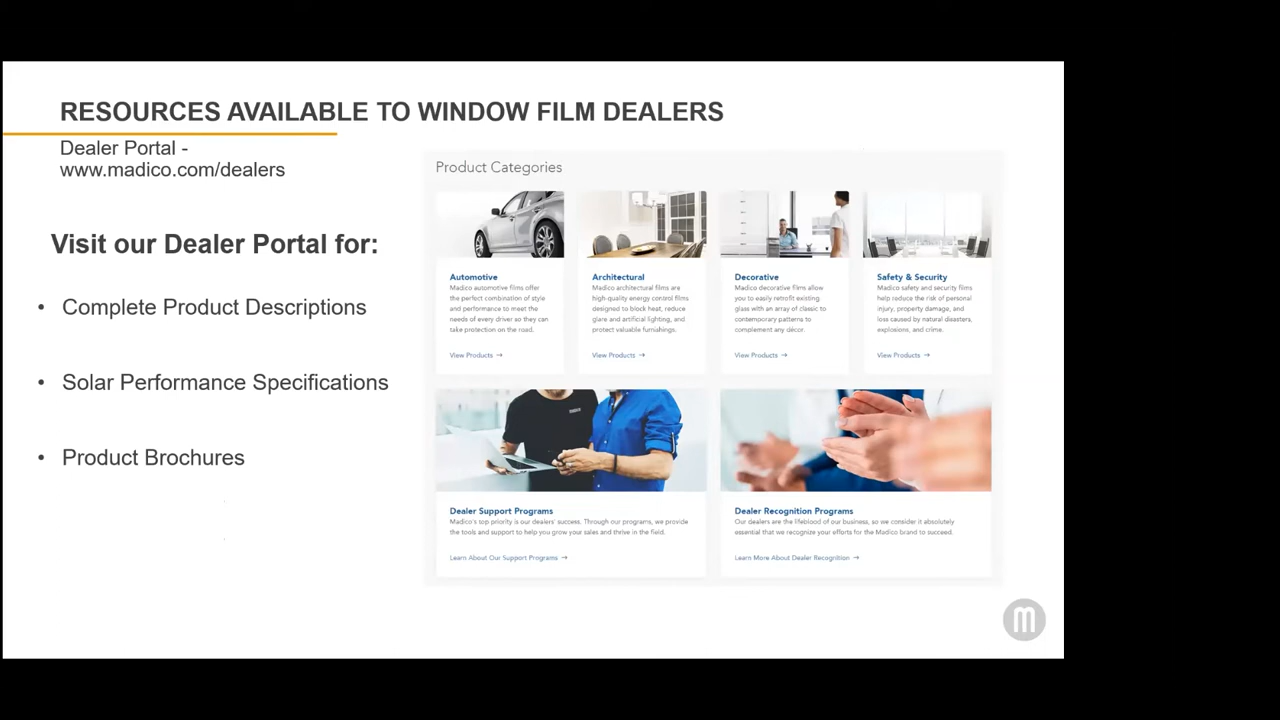 RESOURCES AVAILABLE TO WINDOW FILM DEALERS
Dealer Portal -
www.madico.com/dealers
Visit our Dealer Portal for:
• Complete Product Descriptions
• Solar Performance Specifications
• Product Brochures
Product Categories
Automotive
Madico automotive films offer
the perfect combination of style
and performance to meet the
needs of every driver so they can
take protection on the road.
View Products →
Architectural
Madico architectural films are
high-quality energy control films
designed to block heat, reduce
glare and artificial lighting, and
protect valuable furnishings.
View Products →
Decorative
Madico decorative films allow
you to easily retrofit existing
glass with an array of classic to
contemporary patterns to
complement any décor.
View Products →
Safety & Security
Madico safety and security films
help reduce the risk of personal
injury, property damage, and
loss caused by natural disasters,
explosions, and crime.
View Products →
Dealer Support Programs
Madico's top priority is our dealers' success. Through our programs, we provide
the tools and support to help you grow your sales and thrive in the field.
Learn About Our Support Programs →
Dealer Recognition Programs
Our dealers are the lifeblood of our business, so we consider it absolutely
essential that we recognize your efforts for the Madico brand to succeed.
Learn More About Dealer Recognition →
m